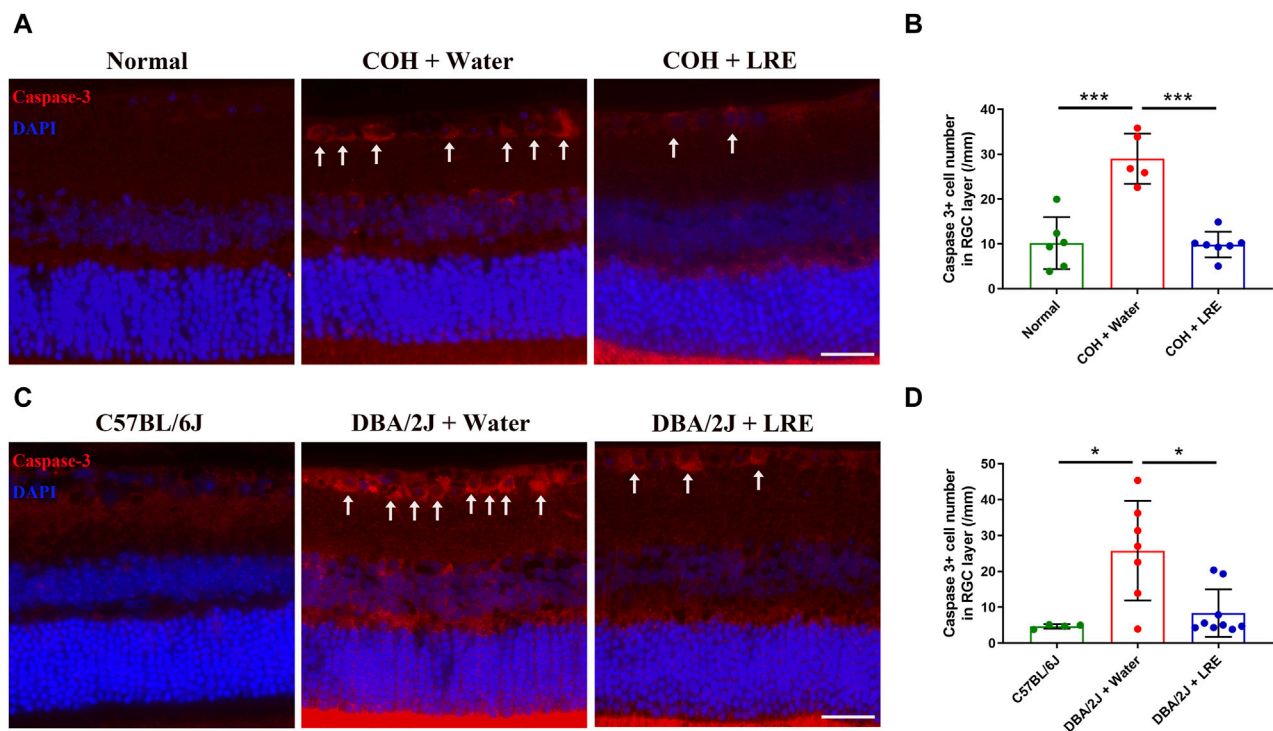 A
Normal
COH + Water
COH + LRE
Caspase-3
DAPI
B
***
***
Caspase 3+ cell number
in RGC layer (/mm)
40
30
20
10
0
Normal
COH + Water
COH + LRE
C
C57BL/6J
DBA/2J + Water
DBA/2J + LRE
Caspase-3
DAPI
D
*
*
Caspase 3+ cell number
in RGC layer (/mm)
50
40
30
20
10
0
C57BL/6J
DBA/2J + Water
DBA/2J + LRE